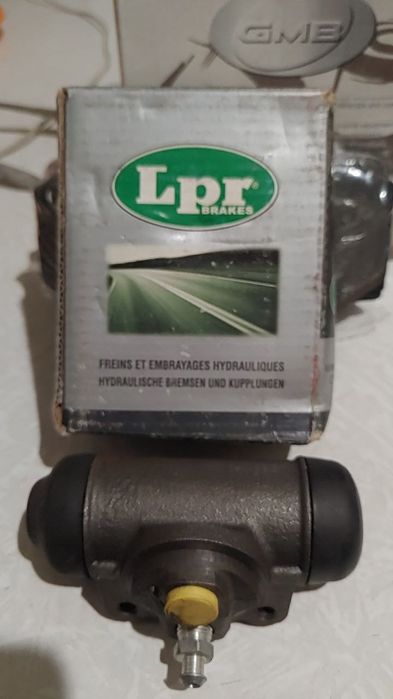 GMB
Lpr
BRAKES
FREINS ET EMBRAYAGES HYDRAULIQUES
HYDRAULISCHE BREMSEN UND KUPPLUNGEN